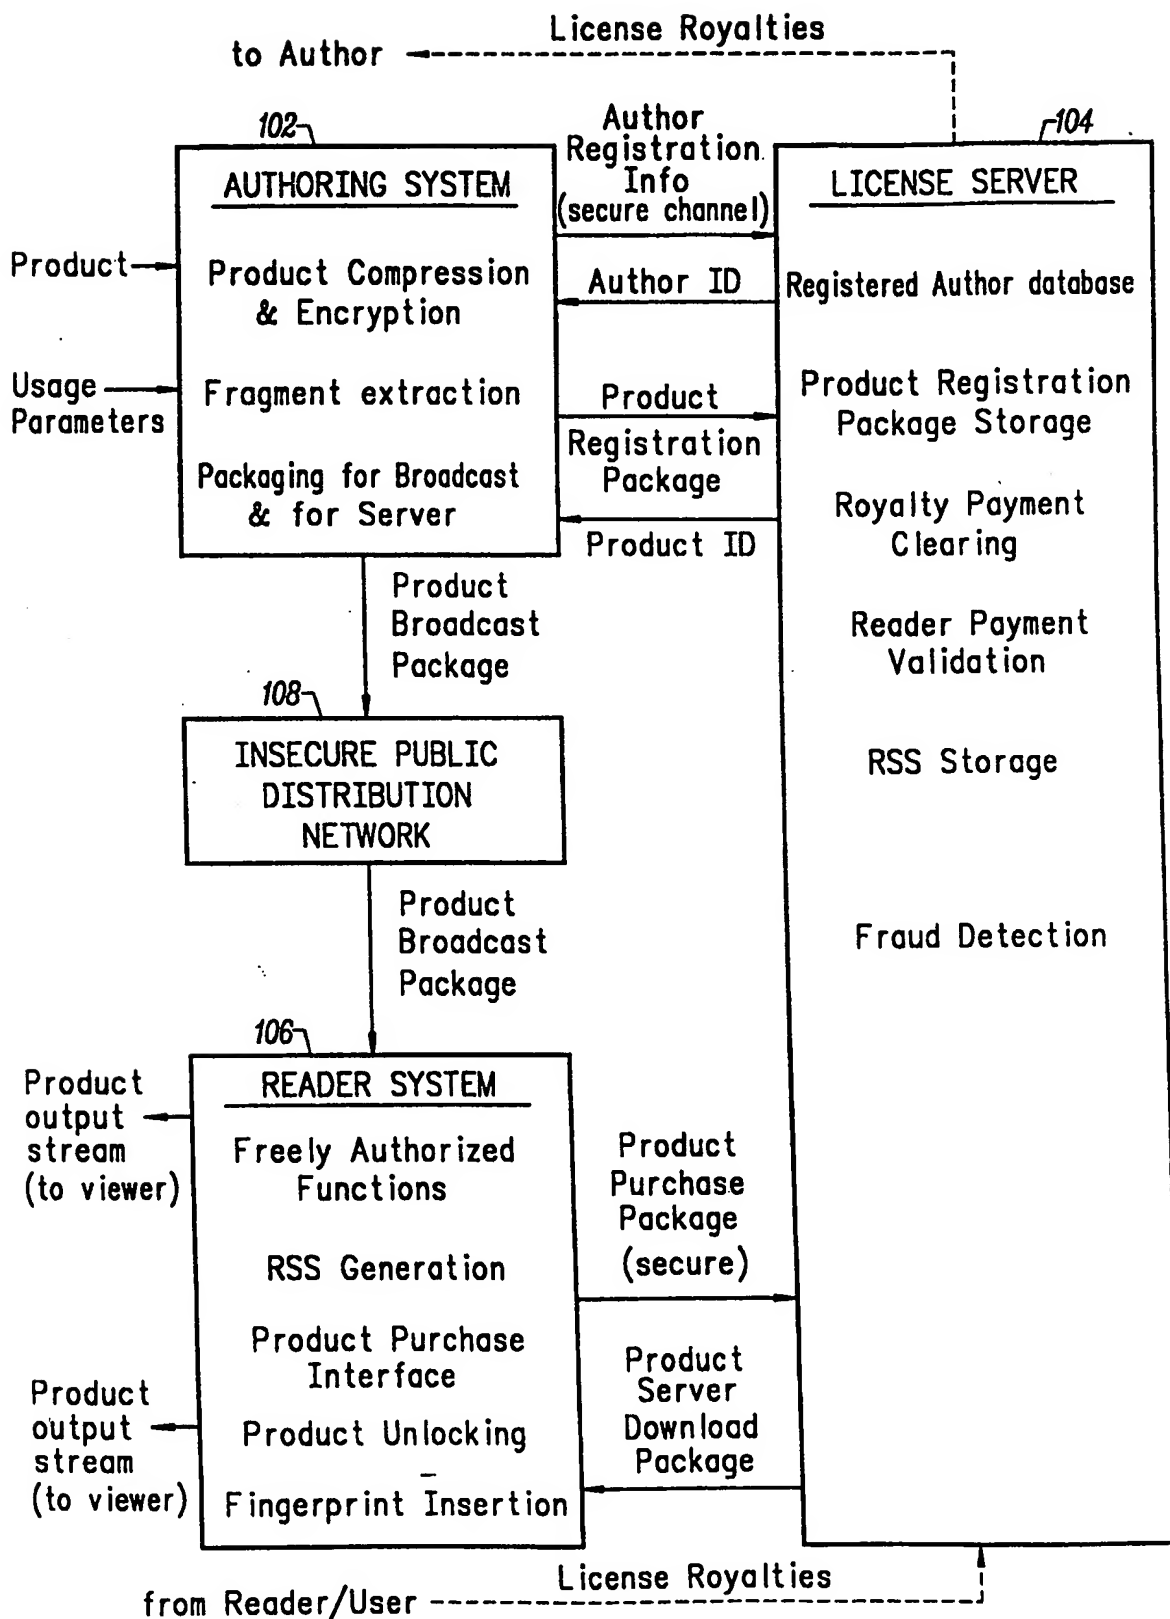 License Royalties
to Author
102
Author
Registration
Info
(secure channel)
104
AUTHORING SYSTEM
LICENSE SERVER
Product
Product Compression
& Encryption
Author ID
Registered Author database
Usage
Parameters
Fragment extraction
Product
Registration
Package
Product Registration
Package Storage
Packaging for Broadcast
& for Server
Product ID
Royalty Payment
Clearing
Product
Broadcast
Package
Reader Payment
Validation
108
INSECURE PUBLIC
DISTRIBUTION
NETWORK
RSS Storage
Product
Broadcast
Package
Fraud Detection
106
READER SYSTEM
Product
output
stream
(to viewer)
Freely Authorized
Functions
Product
Purchase
Package
(secure)
RSS Generation
Product Purchase
Interface
Product
Server
Download
Package
Product
output
stream
(to viewer)
Product Unlocking
Fingerprint Insertion
License Royalties
from Reader/User